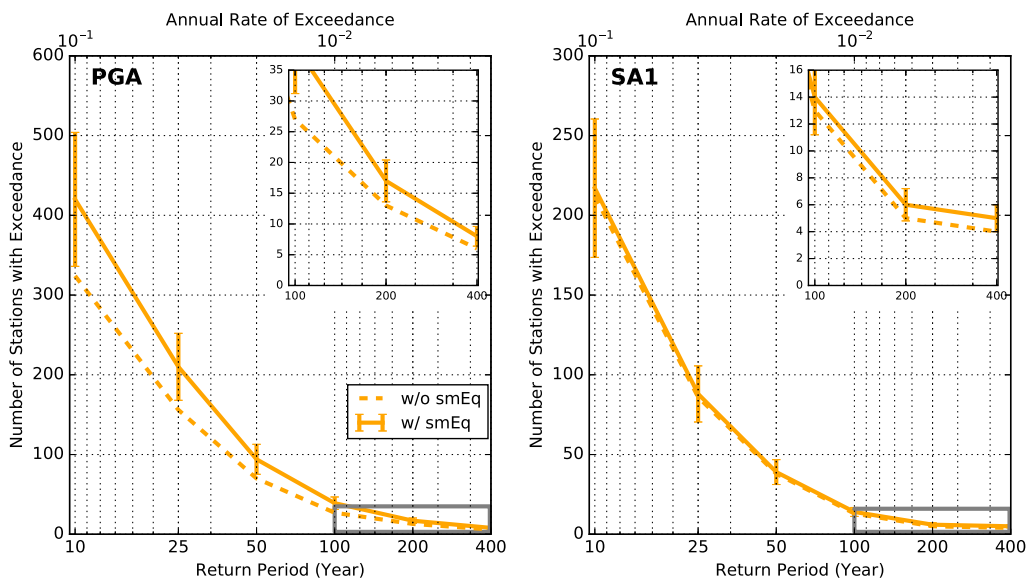 Annual Rate of Exceedance
10⁻¹ 10⁻²
PGA
Number of Stations with Exceedance
600
500
400
300
200
100
0
35
30
25
20
15
10
5
0
100 200 400
w/o smEq
w/ smEq
10 25 50 100 200 400
Return Period (Year)
Annual Rate of Exceedance
10⁻¹ 10⁻²
SA1
Number of Stations with Exceedance
300
250
200
150
100
50
0
16
14
12
10
8
6
4
2
0
100 200 400
10 25 50 100 200 400
Return Period (Year)